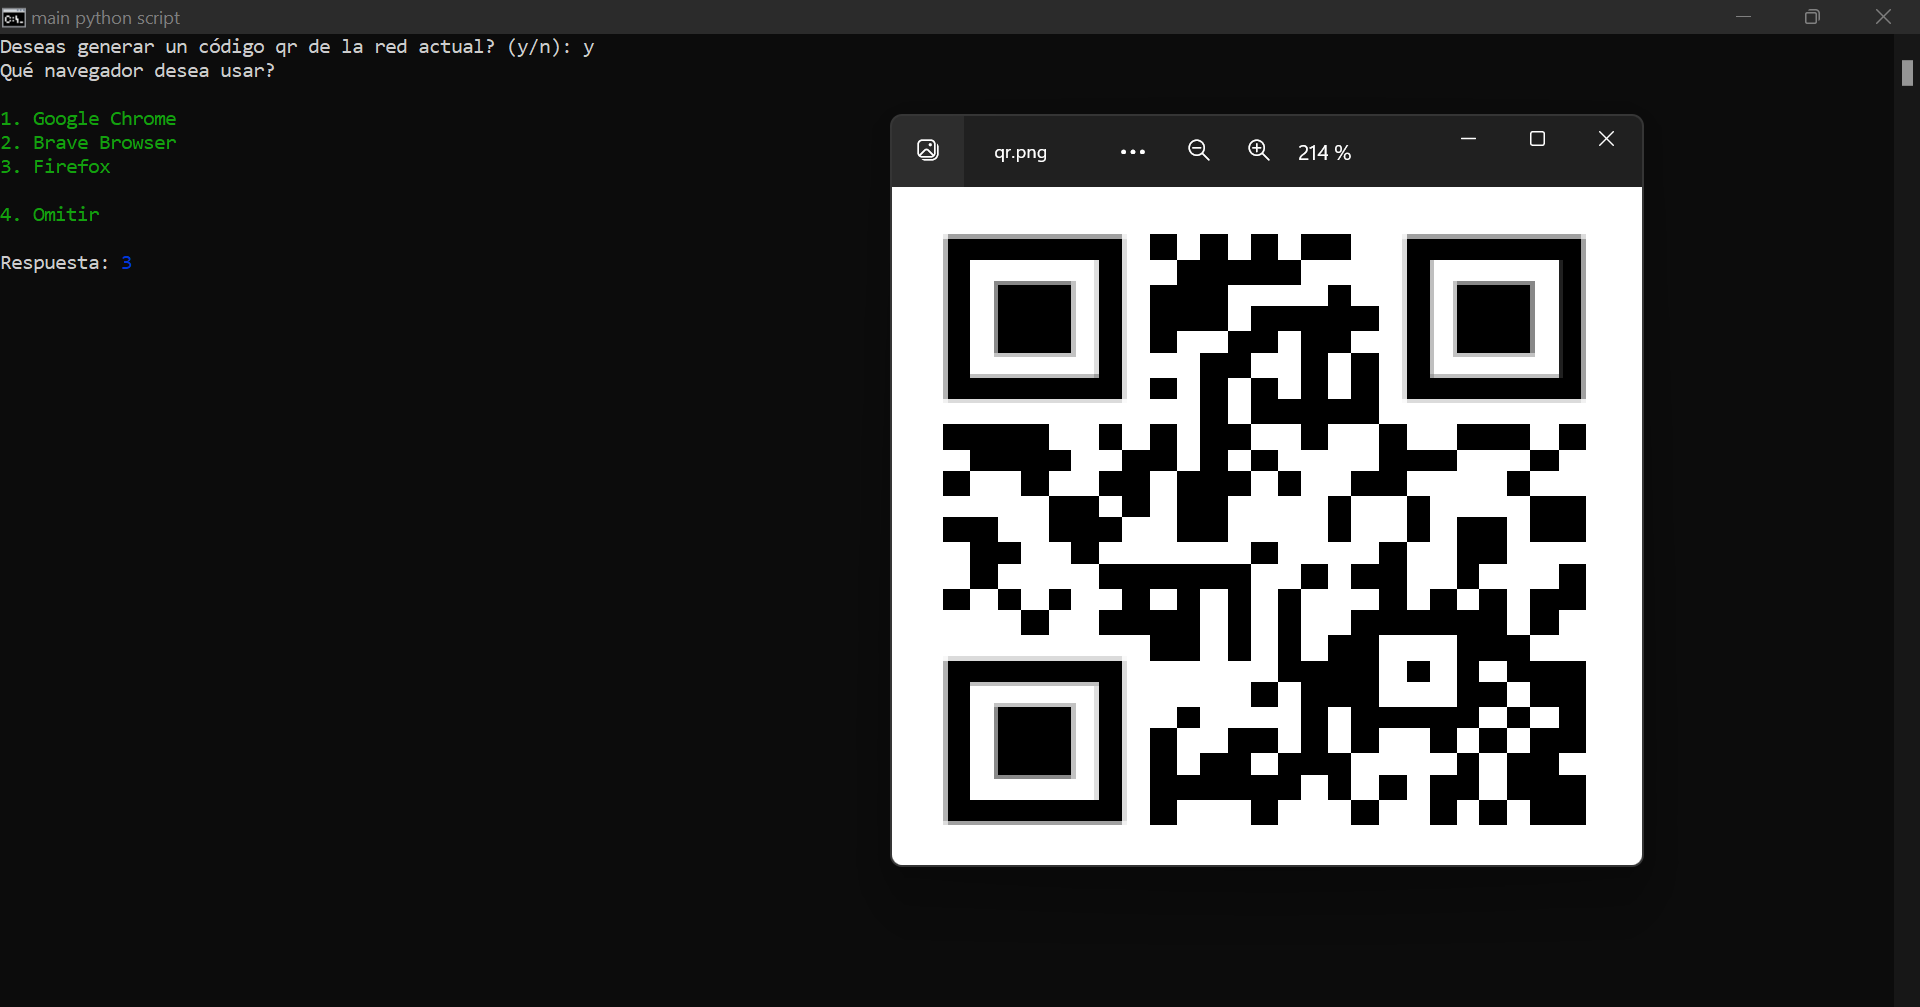 main python script
Deseas generar un código qr de la red actual? (y/n): y
Qué navegador desea usar?
1. Google Chrome
2. Brave Browser
3. Firefox
4. Omitir
Respuesta: 3
qr.png
214 %